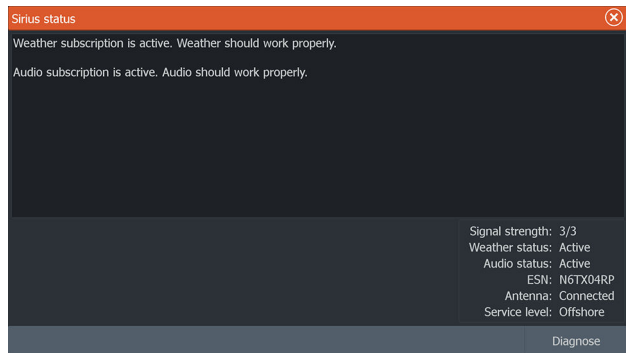 Sirius status
Weather subscription is active. Weather should work properly.
Audio subscription is active. Audio should work properly.
Signal strength: 3/3
Weather status: Active
Audio status: Active
ESN: N6TX04RP
Antenna: Connected
Service level: Offshore
Diagnose